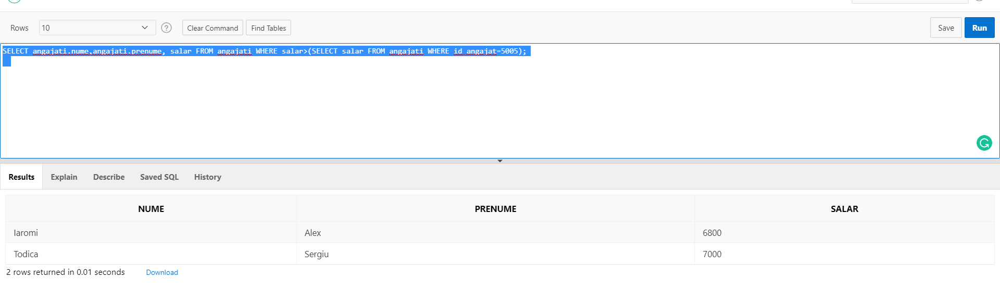 Rows 10 ? Clear Command Find Tables Save Run
SELECT angajati.nume,angajati.prenume, salar FROM angajati WHERE salar>(SELECT salar FROM angajati WHERE id_angajat=5005);
Results Explain Describe Saved SQL History
NUME PRENUME SALAR
Iaromi Alex 6800
Todica Sergiu 7000
2 rows returned in 0.01 seconds Download